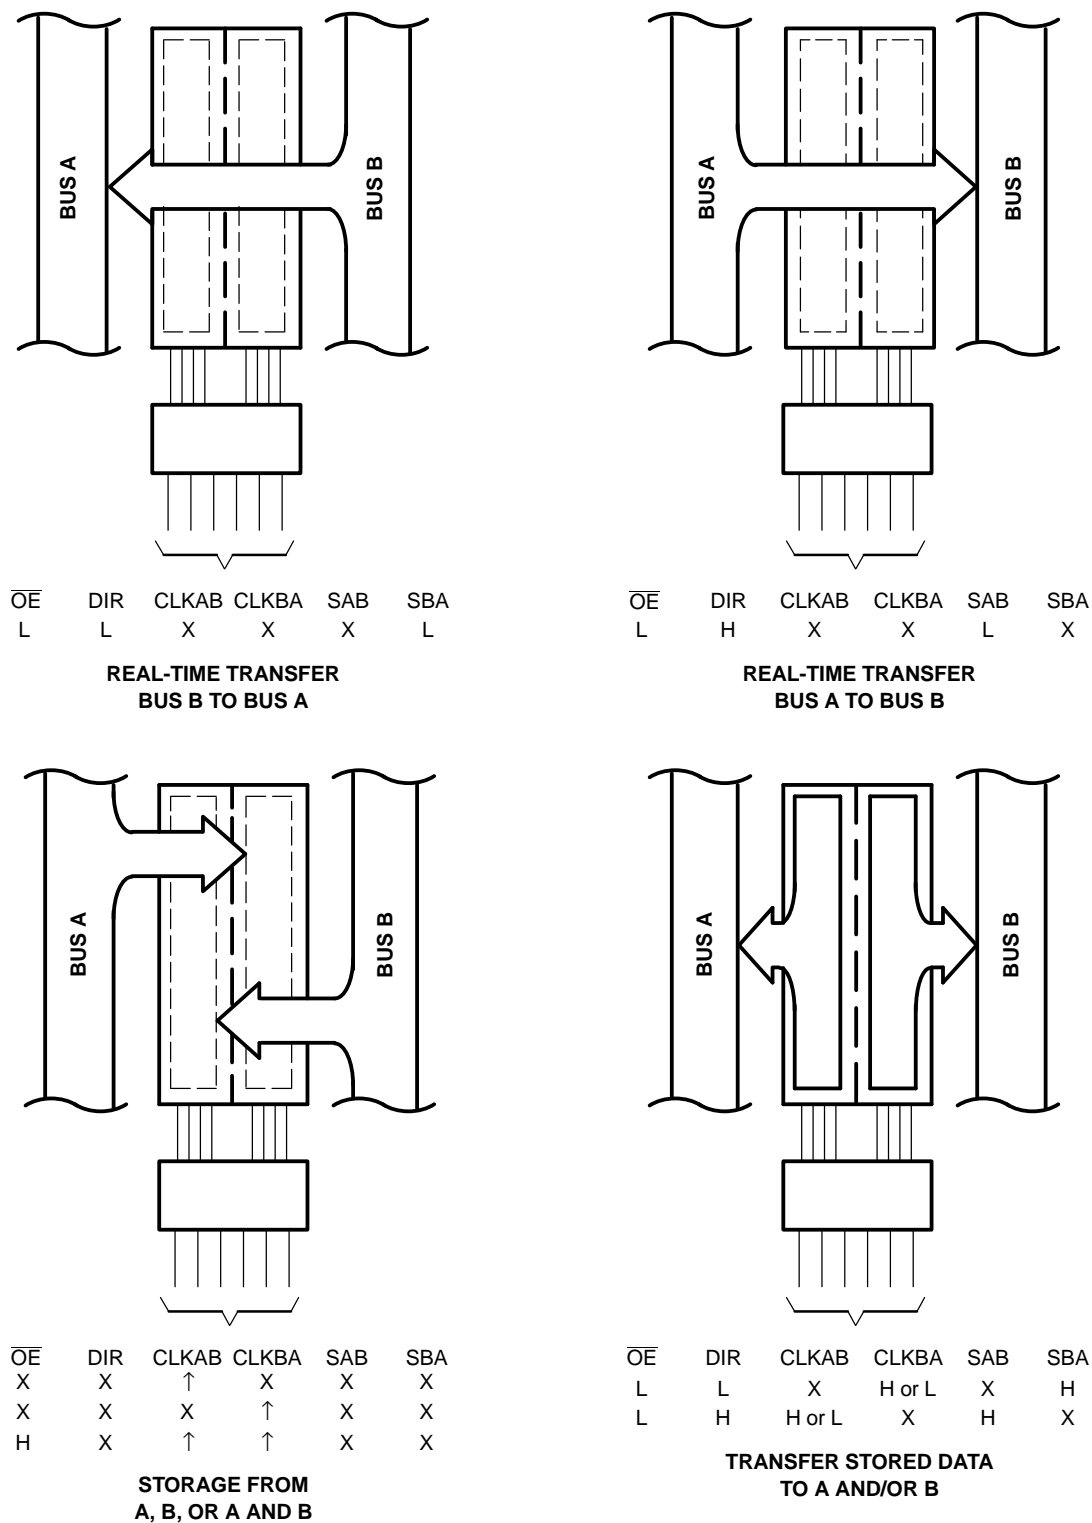 BUS A
BUS B
OE DIR CLKAB CLKBA SAB SBA
L L X X X L
REAL-TIME TRANSFER
BUS B TO BUS A
BUS A
BUS B
OE DIR CLKAB CLKBA SAB SBA
L H X X L X
REAL-TIME TRANSFER
BUS A TO BUS B
BUS A
BUS B
OE DIR CLKAB CLKBA SAB SBA
X X ↑ X X X
X X X ↑ X X
H X ↑ ↑ X X
STORAGE FROM
A, B, OR A AND B
BUS A
BUS B
OE DIR CLKAB CLKBA SAB SBA
L L X H or L X H
L H H or L X H X
TRANSFER STORED DATA
TO A AND/OR B